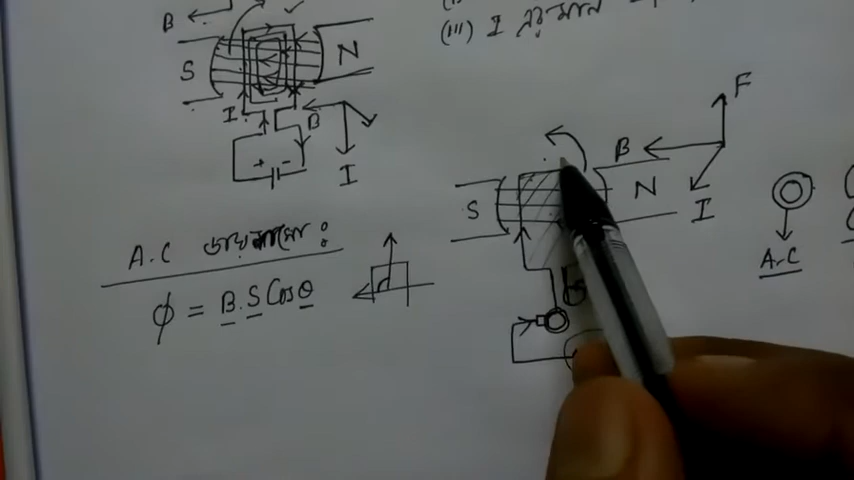 B
S N
I B
+ -
I
(iii) I
F
B
S N
I
A.C
A.C ডায়নামো :
ϕ = B.S Cosθ